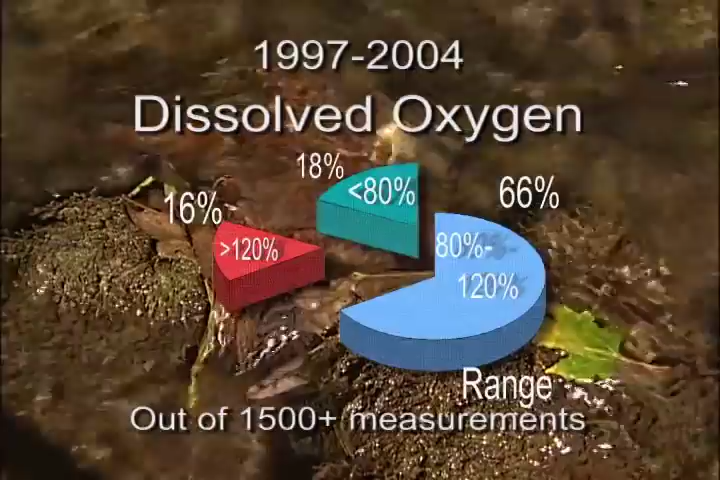 1997-2004
Dissolved Oxygen
18%
<80%
66%
16%
>120%
80%-
120%
Range
Out of 1500+ measurements